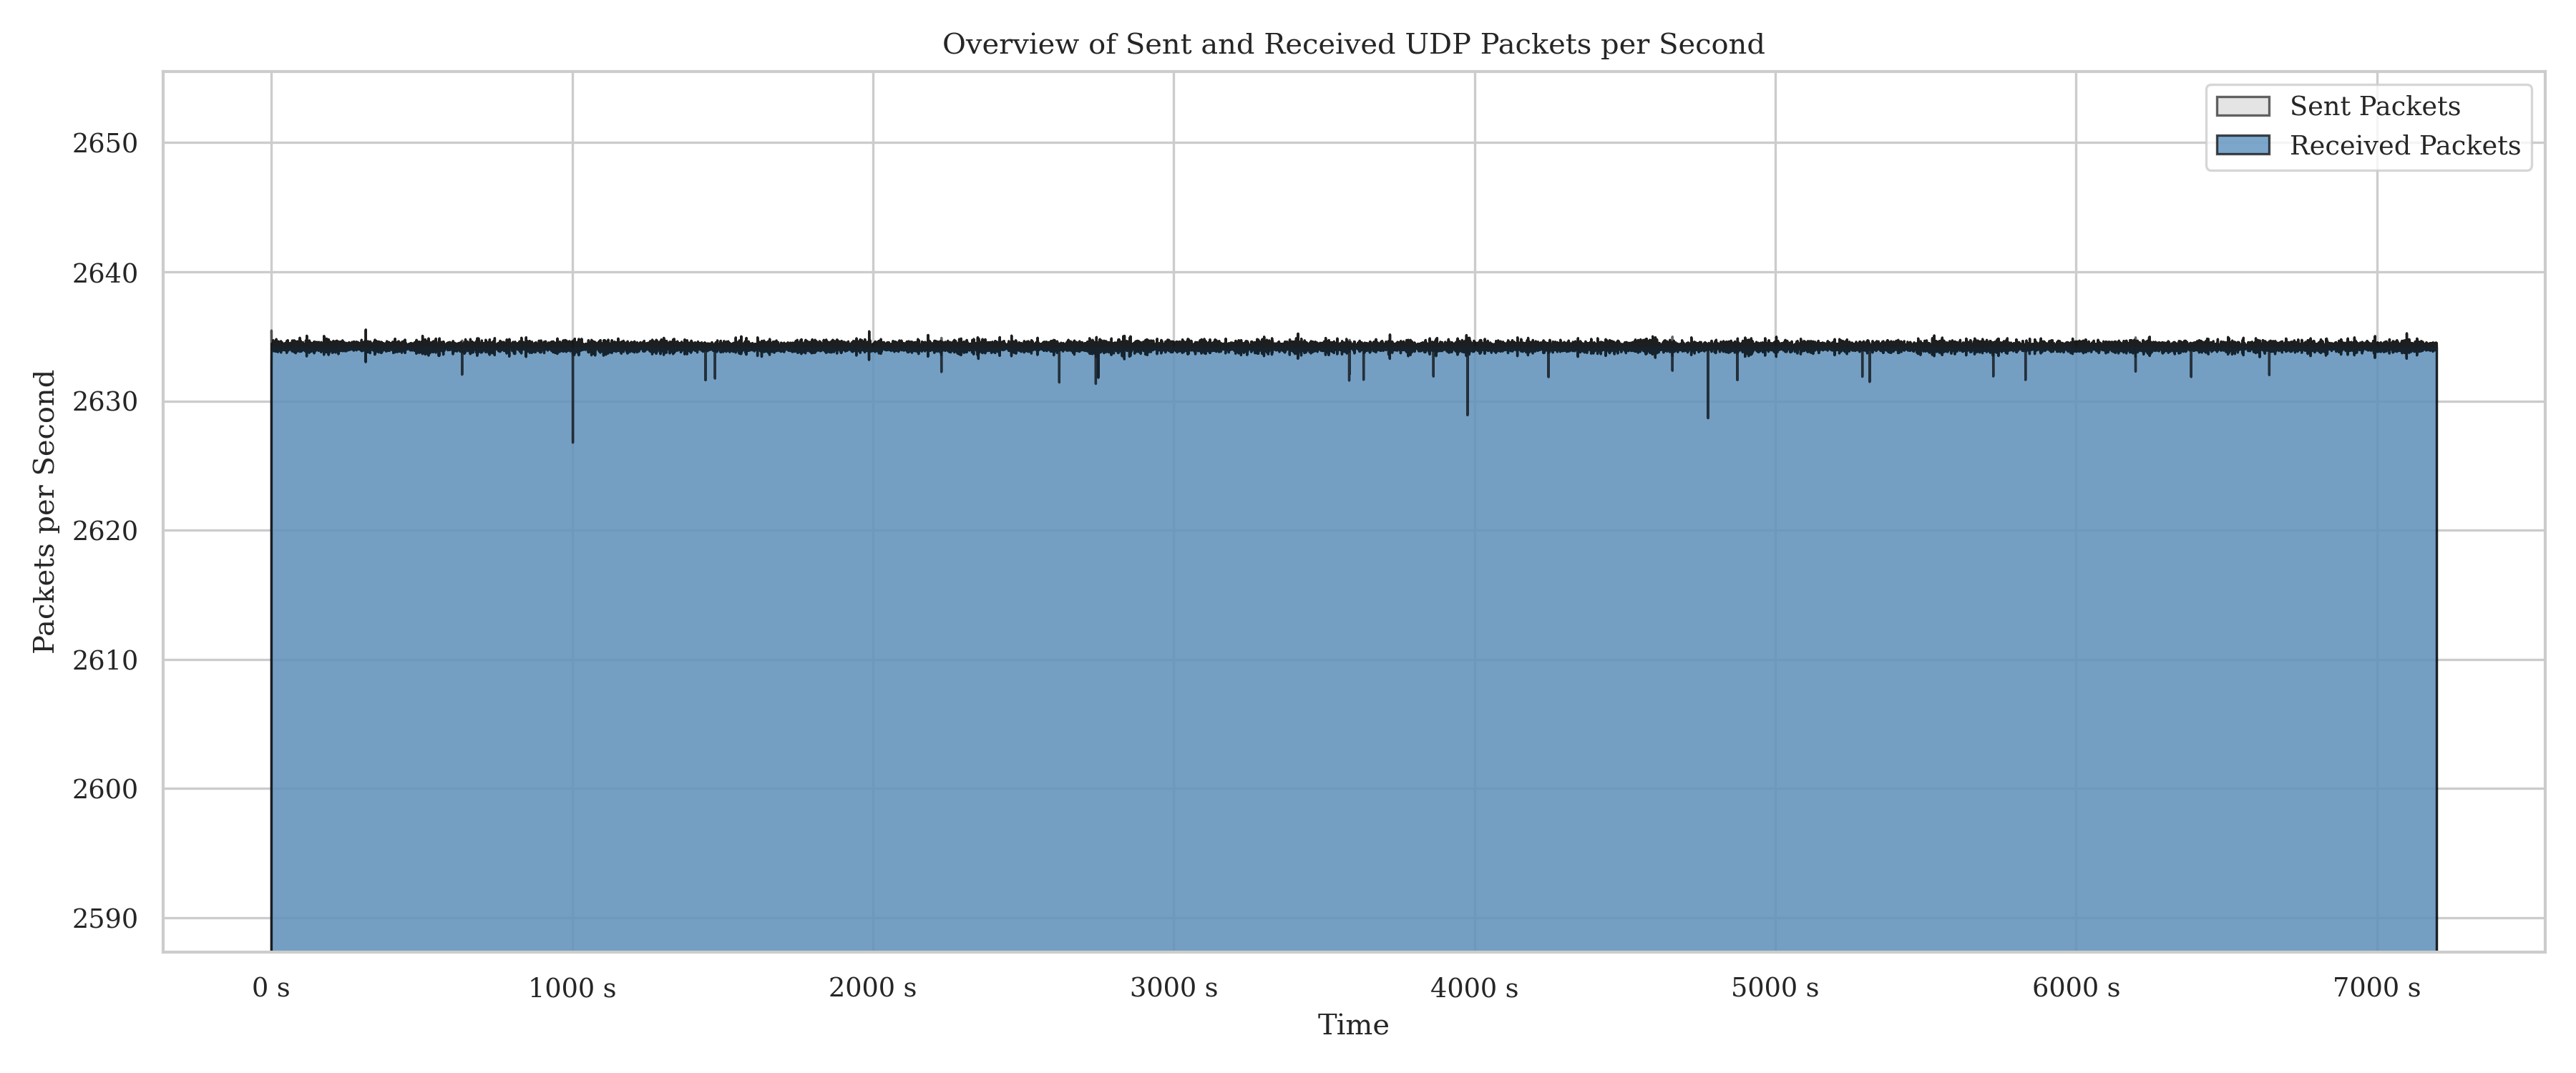 Overview of Sent and Received UDP Packets per Second
Sent Packets
Received Packets
Packets per Second
2650
2640
2630
2620
2610
2600
2590
0 s
1000 s
2000 s
3000 s
4000 s
5000 s
6000 s
7000 s
Time